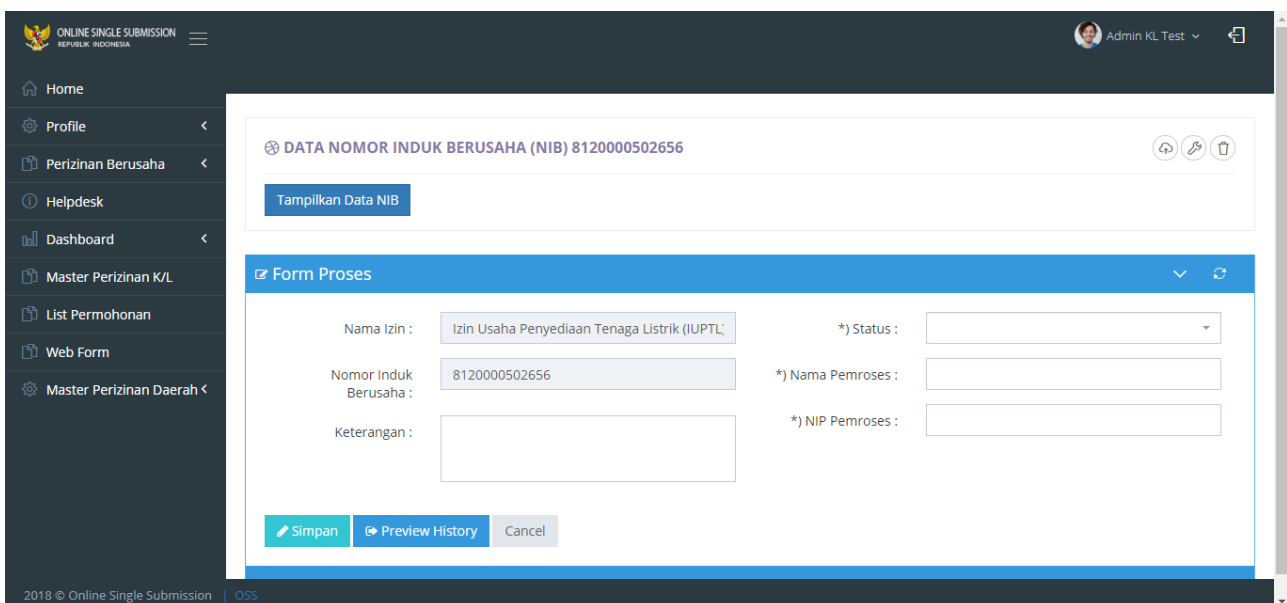 ONLINE SINGLE SUBMISSION
REPUBLIK INDONESIA
Admin KL Test
Home
Profile
Perizinan Berusaha
Helpdesk
Dashboard
Master Perizinan K/L
List Permohonan
Web Form
Master Perizinan Daerah
DATA NOMOR INDUK BERUSAHA (NIB) 8120000502656
Tampilkan Data NIB
Form Proses
Nama Izin :
Izin Usaha Penyediaan Tenaga Listrik (IUPTL)
*) Status :
Nomor Induk
Berusaha :
8120000502656
*) Nama Pemroses :
Keterangan :
*) NIP Pemroses :
Simpan
Preview History
Cancel
2018 © Online Single Submission | OSS